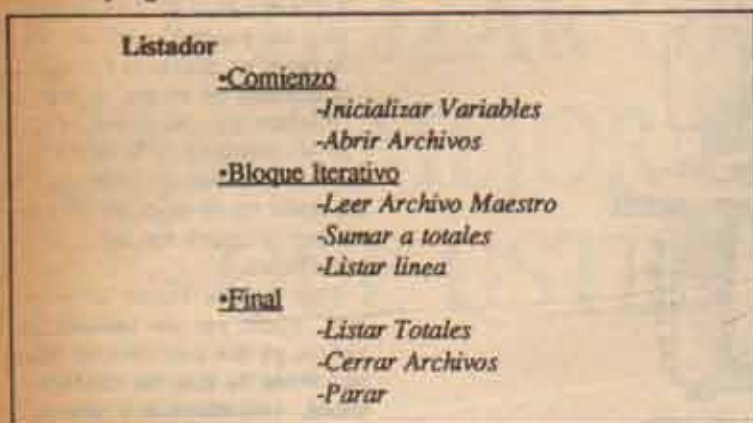 Listador
•Comienzo
-Inicializar Variables
-Abrir Archivos
•Bloque Iterativo
-Leer Archivo Maestro
-Sumar a totales
-Listar linea
•Final
-Listar Totales
-Cerrar Archivos
-Parar